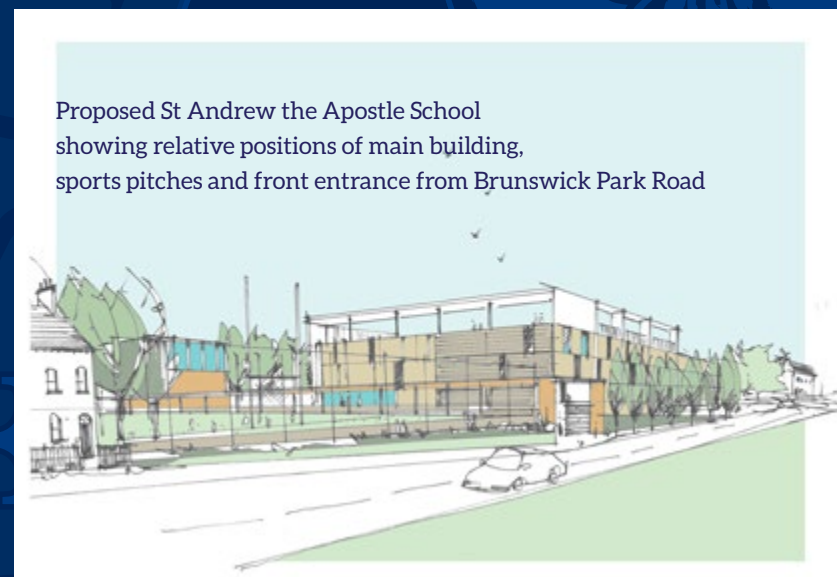 Proposed St Andrew the Apostle School
showing relative positions of main building,
sports pitches and front entrance from Brunswick Park Road